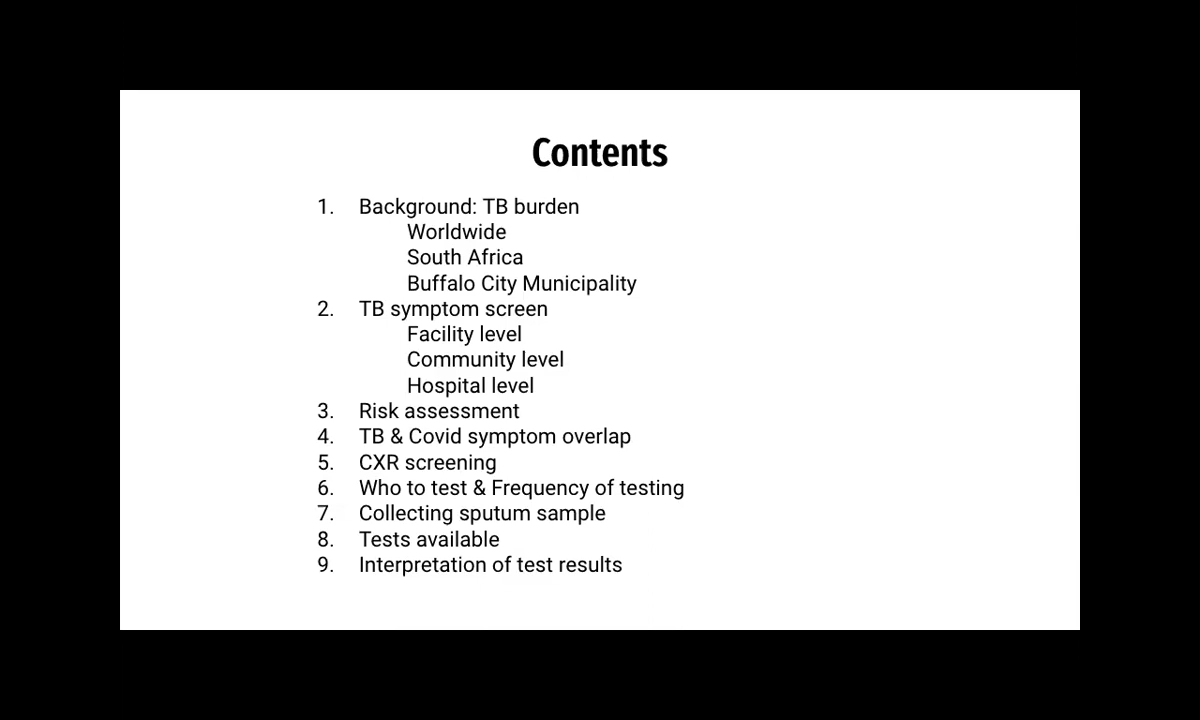 Contents
1. Background: TB burden
Worldwide
South Africa
Buffalo City Municipality
2. TB symptom screen
Facility level
Community level
Hospital level
3. Risk assessment
4. TB & Covid symptom overlap
5. CXR screening
6. Who to test & Frequency of testing
7. Collecting sputum sample
8. Tests available
9. Interpretation of test results